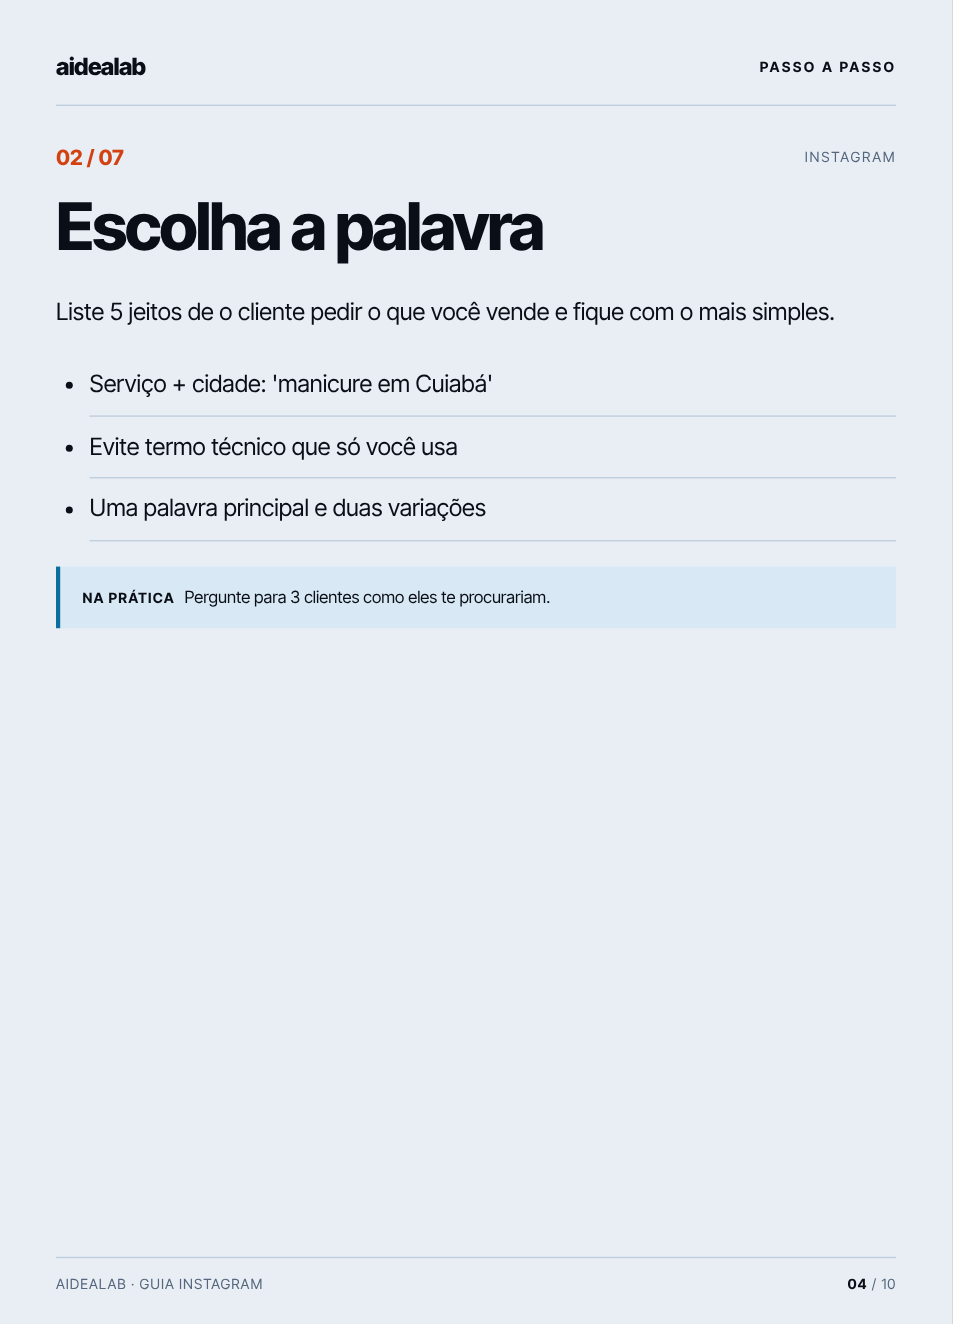 aidealab
PASSO A PASSO
02 / 07
INSTAGRAM
Escolha a palavra
Liste 5 jeitos de o cliente pedir o que você vende e fique com o mais simples.
• Serviço + cidade: 'manicure em Cuiabá'
• Evite termo técnico que só você usa
• Uma palavra principal e duas variações
NA PRÁTICA Pergunte para 3 clientes como eles te procurariam.
AIDEALAB · GUIA INSTAGRAM
04 / 10